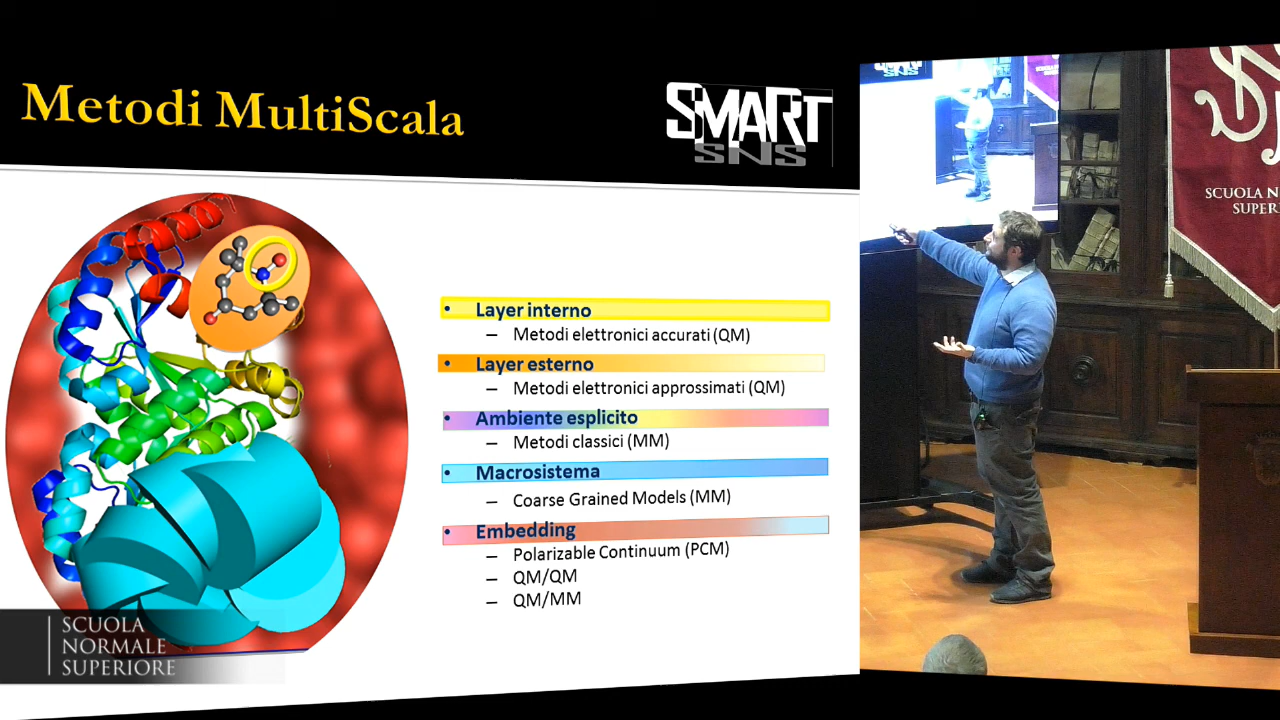 Metodi MultiScala
SMART
SNS
• Layer interno
– Metodi elettronici accurati (QM)
• Layer esterno
– Metodi elettronici approssimati (QM)
• Ambiente esplicito
– Metodi classici (MM)
• Macrosistema
– Coarse Grained Models (MM)
• Embedding
– Polarizable Continuum (PCM)
– QM/QM
– QM/MM
SCUOLA
NORMALE
SUPERIORE
SNS
SCUOLA N
SUPER